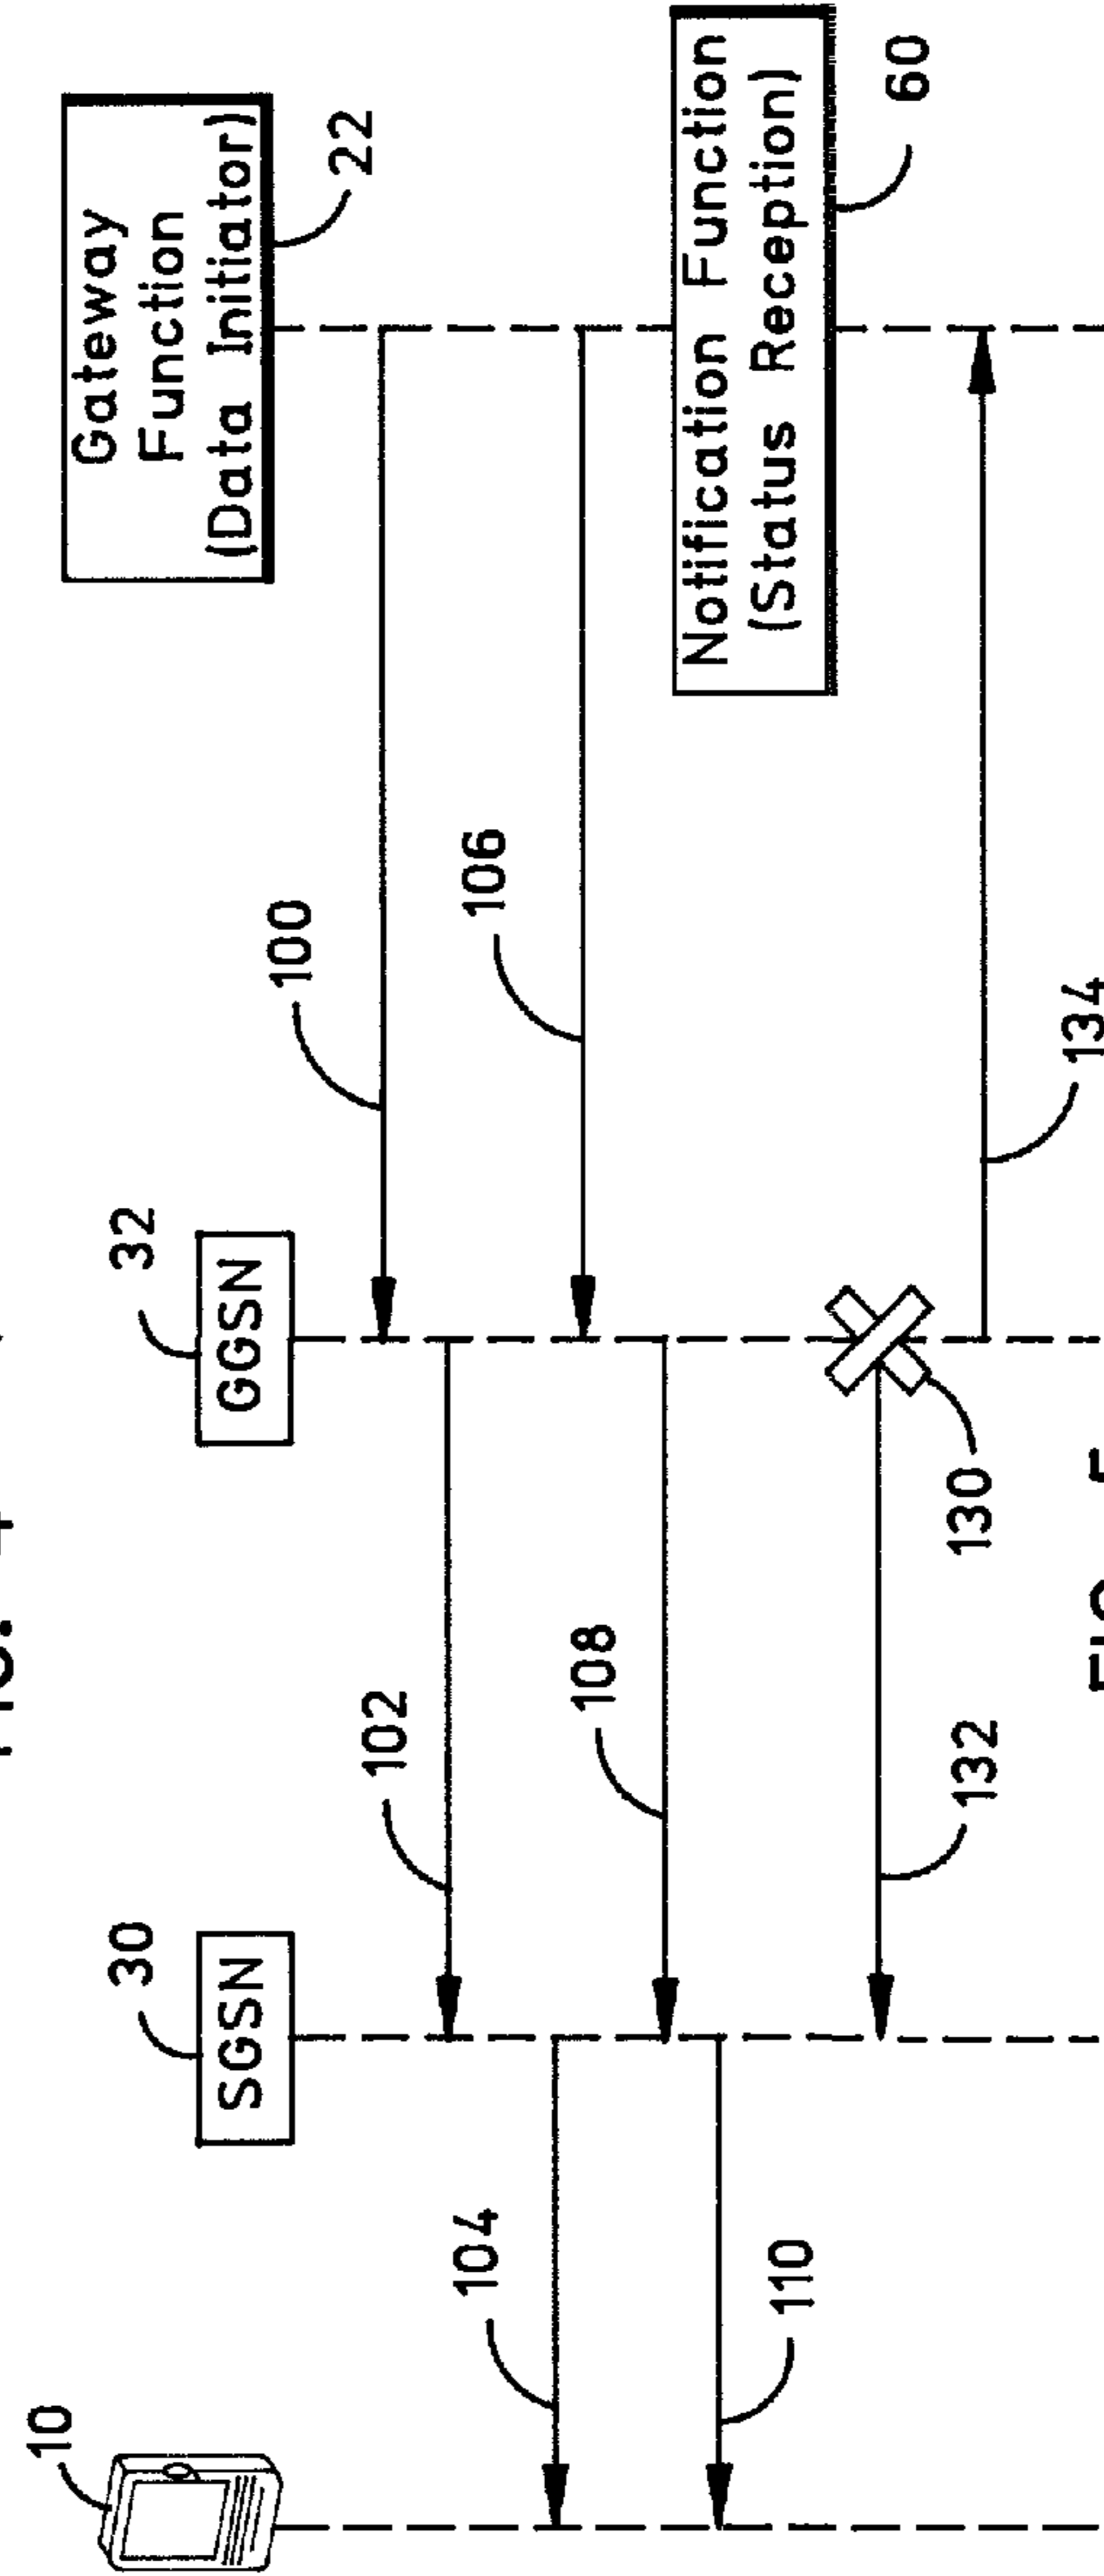 10
30
SGSN
32
GGSN
Gateway
Function
(Data Initiator)
22
100
102
104
106
108
110
Notification Function
(Status Reception)
60
130
132
134